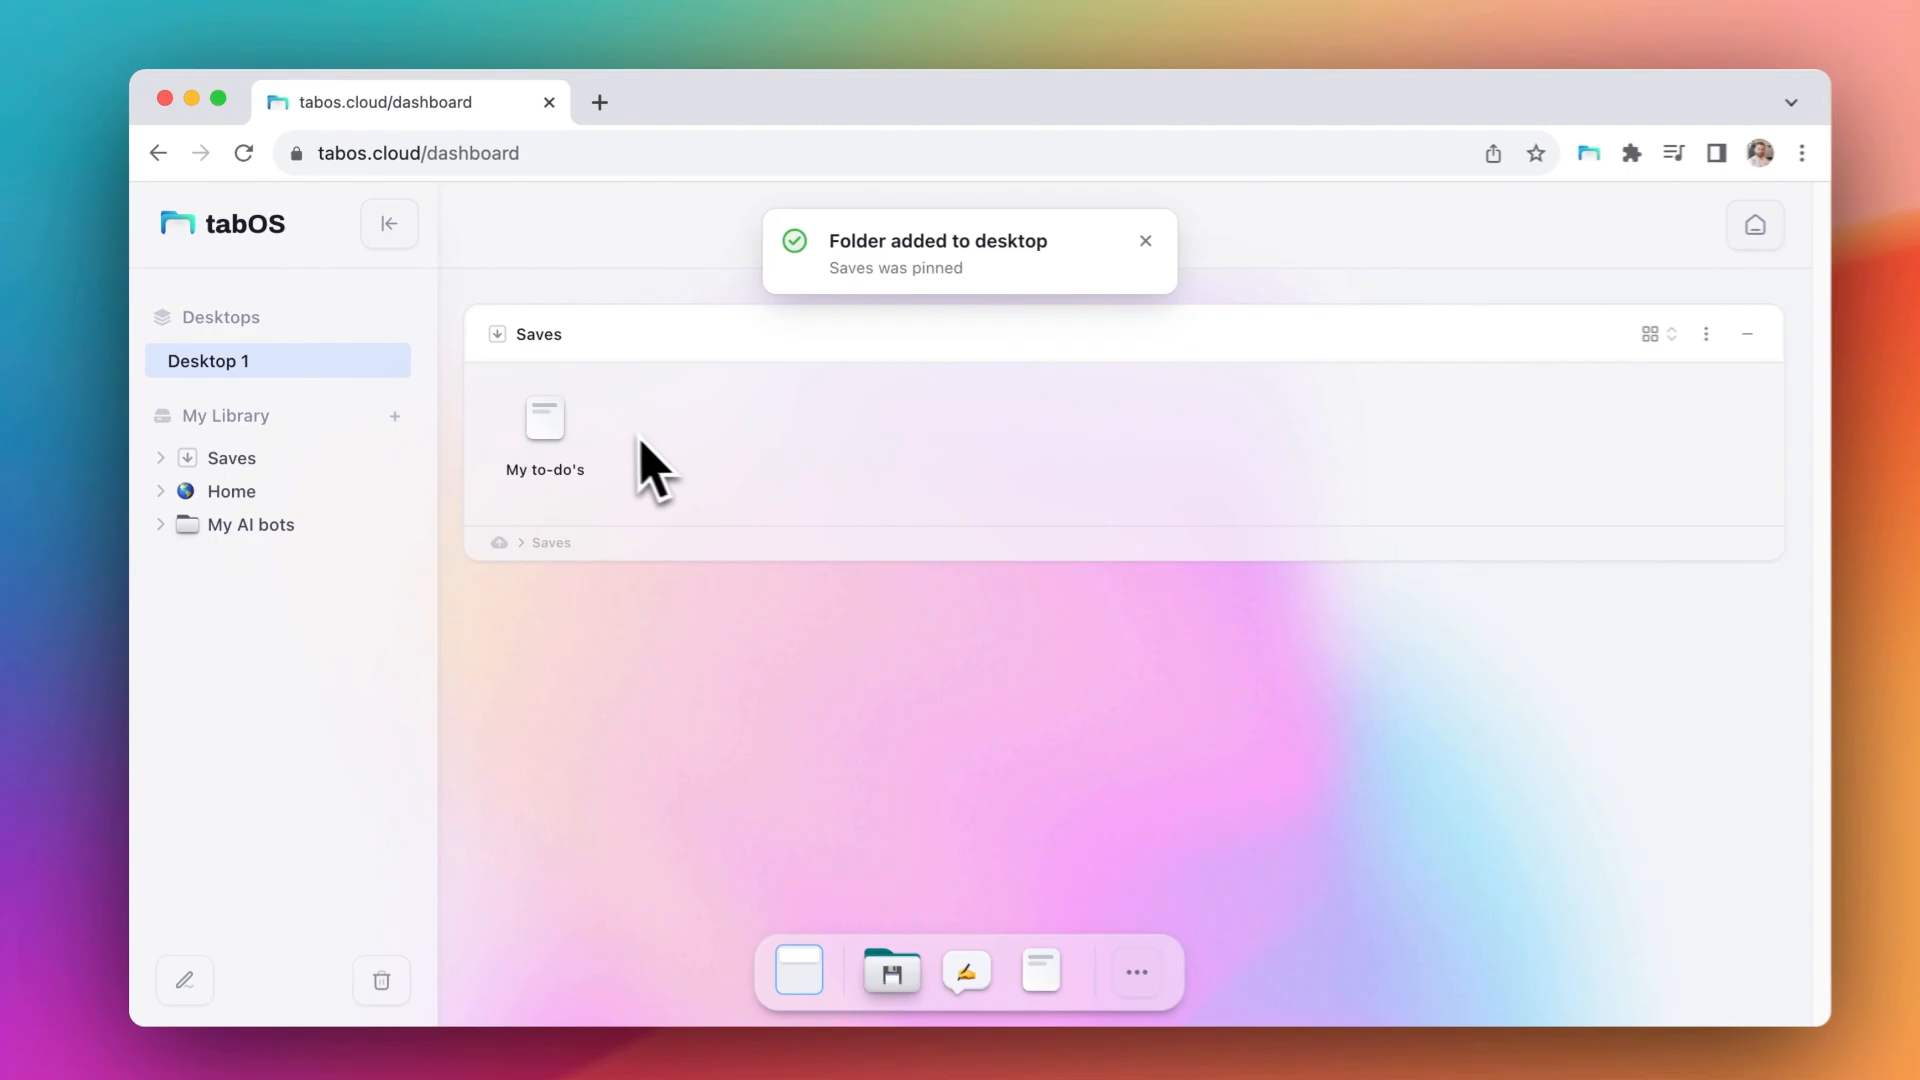 tabos.cloud/dashboard
tabos.cloud/dashboard
tabOS
Folder added to desktop
Saves was pinned
Desktops
Desktop 1
My Library
Saves
Home
My AI bots
Saves
My to-do's
Saves